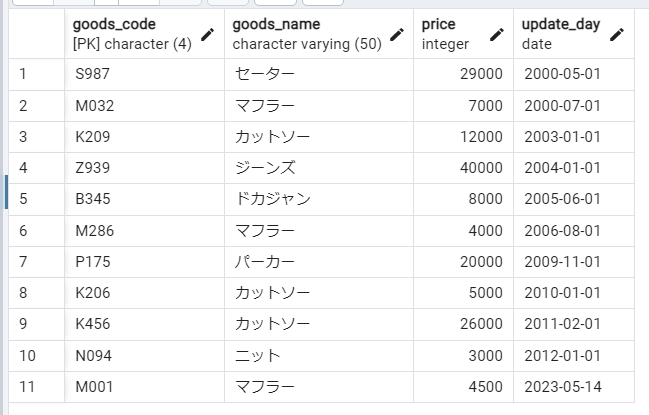 goods_code goods_name price update_day
[PK] character (4) character varying (50) integer date
1 S987 セーター 29000 2000-05-01
2 M032 マフラー 7000 2000-07-01
3 K209 カットソー 12000 2003-01-01
4 Z939 ジーンズ 40000 2004-01-01
5 B345 ドカジャン 8000 2005-06-01
6 M286 マフラー 4000 2006-08-01
7 P175 パーカー 20000 2009-11-01
8 K206 カットソー 5000 2010-01-01
9 K456 カットソー 26000 2011-02-01
10 N094 ニット 3000 2012-01-01
11 M001 マフラー 4500 2023-05-14